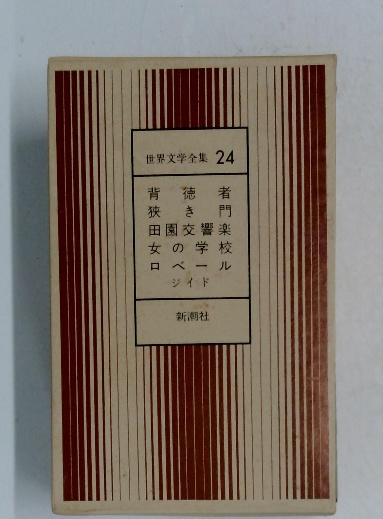 世界文学全集 24
背徳者
狭き門
田園交響楽
女の学校
ロベール
ジイド
新潮社